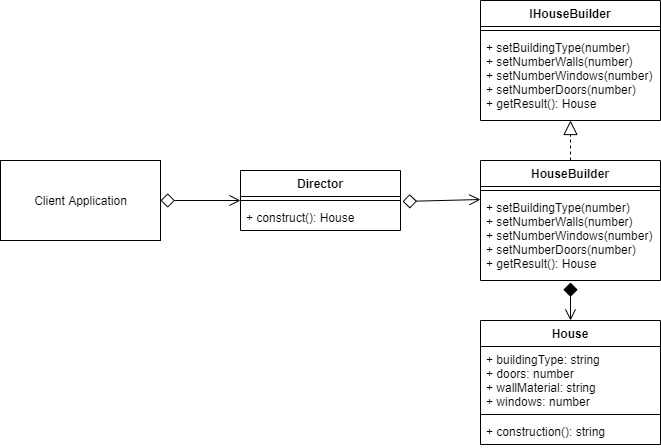 IHouseBuilder
+ setBuildingType(number)
+ setNumberWalls(number)
+ setNumberWindows(number)
+ setNumberDoors(number)
+ getResult(): House
Client Application
Director
+ construct(): House
HouseBuilder
+ setBuildingType(number)
+ setNumberWalls(number)
+ setNumberWindows(number)
+ setNumberDoors(number)
+ getResult(): House
House
+ buildingType: string
+ doors: number
+ wallMaterial: string
+ windows: number
+ construction(): string